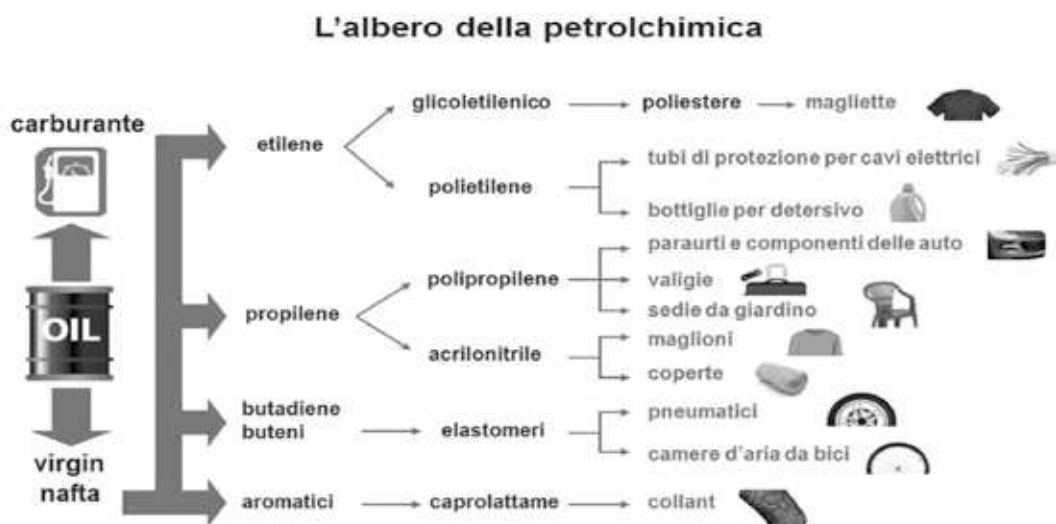 L'albero della petrolchimica
carburante
OIL
virgin
nafta
etilene
glicoletilenico
poliestere
magliette
polietilene
tubi di protezione per cavi elettrici
bottiglie per detersivo
propilene
polipropilene
paraurti e componenti delle auto
valigie
sedie da giardino
acrilonitrile
maglioni
coperte
butadiene
buteni
elastomeri
pneumatici
camere d'aria da bici
aromatici
caprolattame
collant